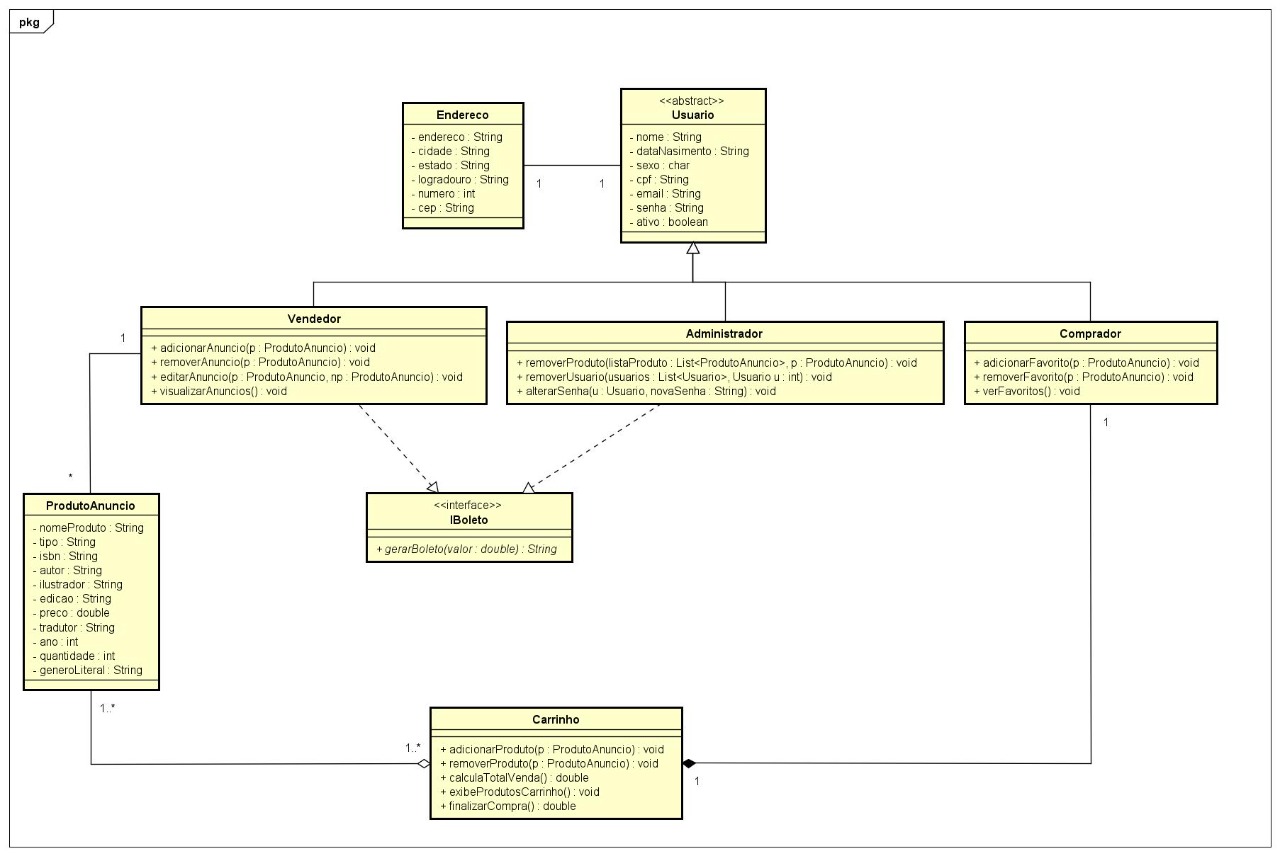 pkg
Endereco
- endereco : String
- cidade : String
- estado : String
- logradouro : String
- numero : int
- cep : String
<<abstract>>
Usuario
- nome : String
- dataNasimento : String
- sexo : char
- cpf : String
- email : String
- senha : String
- ativo : boolean
1
1
Vendedor
+ adicionarAnuncio(p : ProdutoAnuncio) : void
+ removerAnuncio(p : ProdutoAnuncio) : void
+ editarAnuncio(p : ProdutoAnuncio, np : ProdutoAnuncio) : void
+ visualizarAnuncios() : void
Administrador
+ removerProduto(listaProduto : List<ProdutoAnuncio>, p : ProdutoAnuncio) : void
+ removerUsuario(usuarios : List<Usuario>, Usuario u : int) : void
+ alterarSenha(u : Usuario, novaSenha : String) : void
Comprador
+ adicionarFavorito(p : ProdutoAnuncio) : void
+ removerFavorito(p : ProdutoAnuncio) : void
+ verFavoritos() : void
1
*
1
ProdutoAnuncio
- nomeProduto : String
- tipo : String
- isbn : String
- autor : String
- ilustrador : String
- edicao : String
- preco : double
- tradutor : String
- ano : int
- quantidade : int
- generoLiteral : String
<<interface>>
IBoleto
+ gerarBoleto(valor : double) : String
1..*
1..*
Carrinho
+ adicionarProduto(p : ProdutoAnuncio) : void
+ removerProduto(p : ProdutoAnuncio) : void
+ calculaTotalVenda() : double
+ exibeProdutosCarrinho() : void
+ finalizarCompra() : double
1